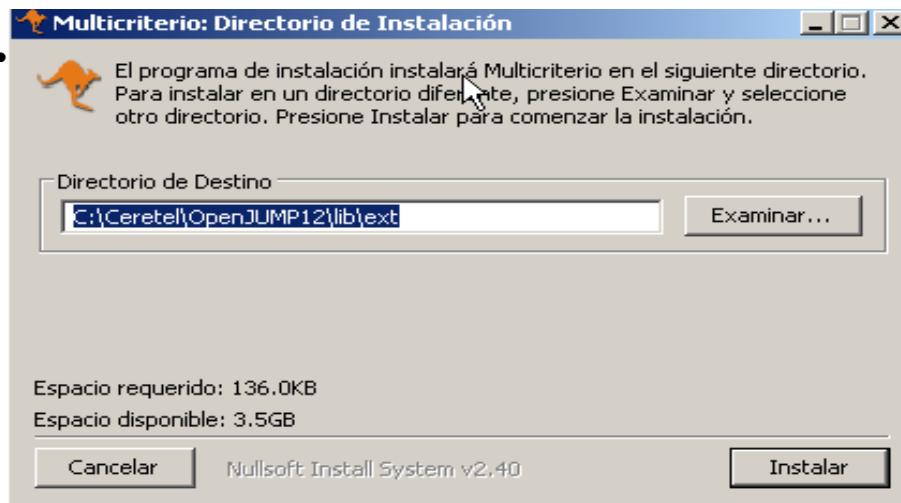 Multicriterio: Directorio de Instalación
El programa de instalación instalará Multicriterio en el siguiente directorio.
Para instalar en un directorio diferente, presione Examinar y seleccione
otro directorio. Presione Instalar para comenzar la instalación.
Directorio de Destino
C:\Ceretel\OpenJUMP12\lib\ext
Examinar...
Espacio requerido: 136.0KB
Espacio disponible: 3.5GB
Cancelar
Nullsoft Install System v2.40
Instalar